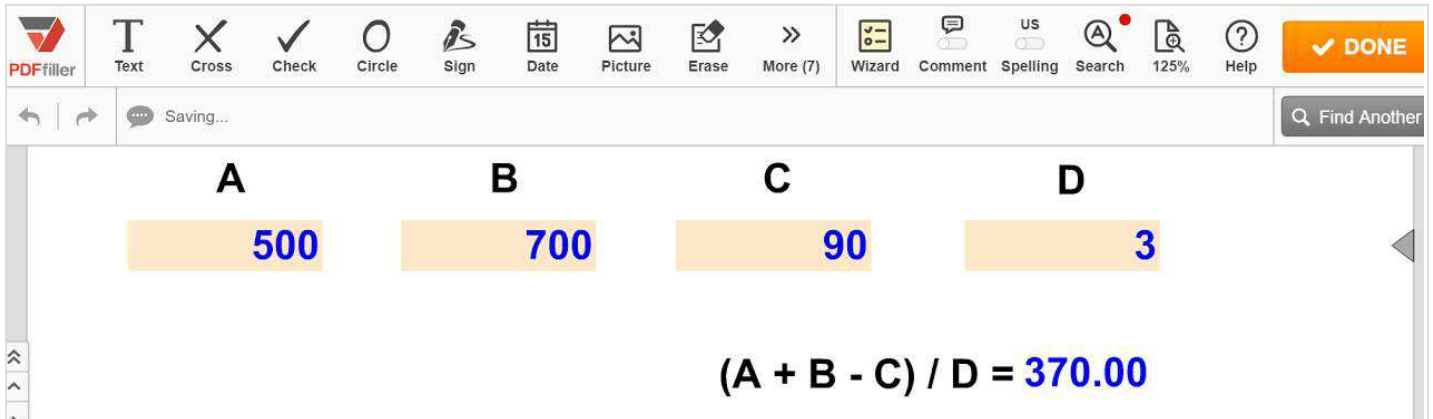 PDFfiller
T Text
Cross
Check
Circle
Sign
15 Date
Picture
Erase
More (7)
Wizard
Comment
US Spelling
A Search
125%
? Help
DONE
Saving...
Find Another
A B C D
500 700 90 3
(A + B - C) / D = 370.00